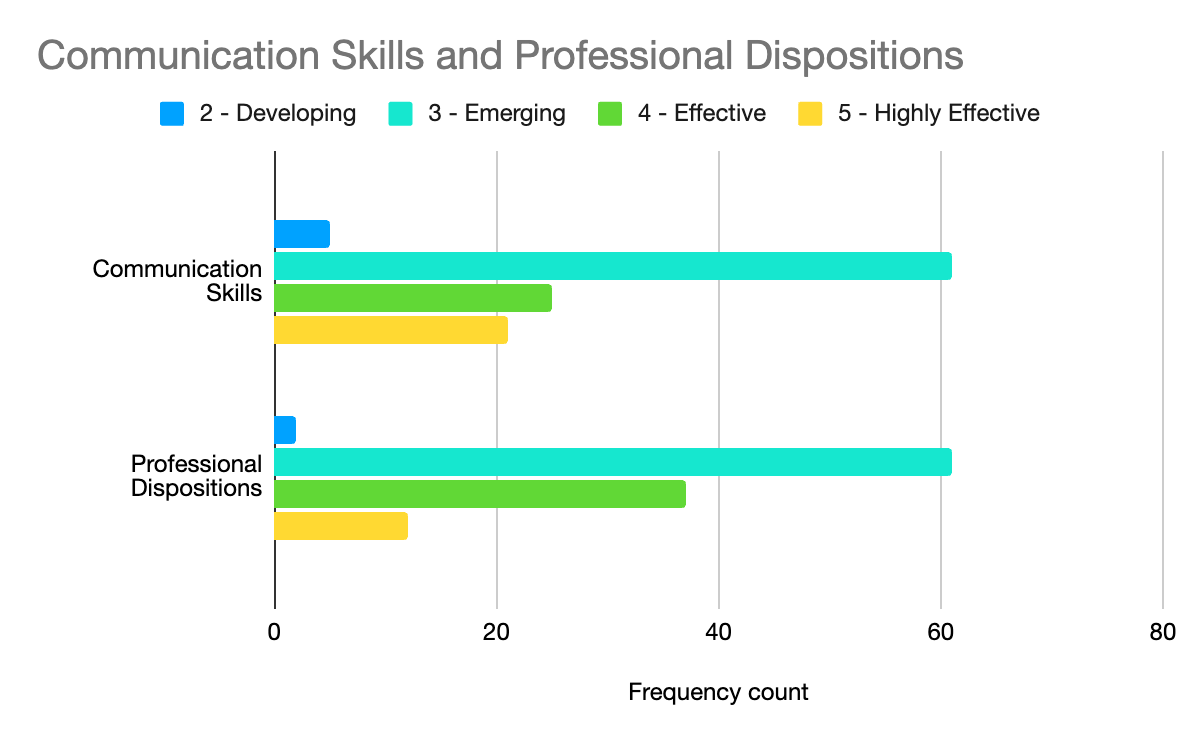 Communication Skills and Professional Dispositions
2 - Developing 3 - Emerging 4 - Effective 5 - Highly Effective
Communication
Skills
Professional
Dispositions
0 20 40 60 80
Frequency count